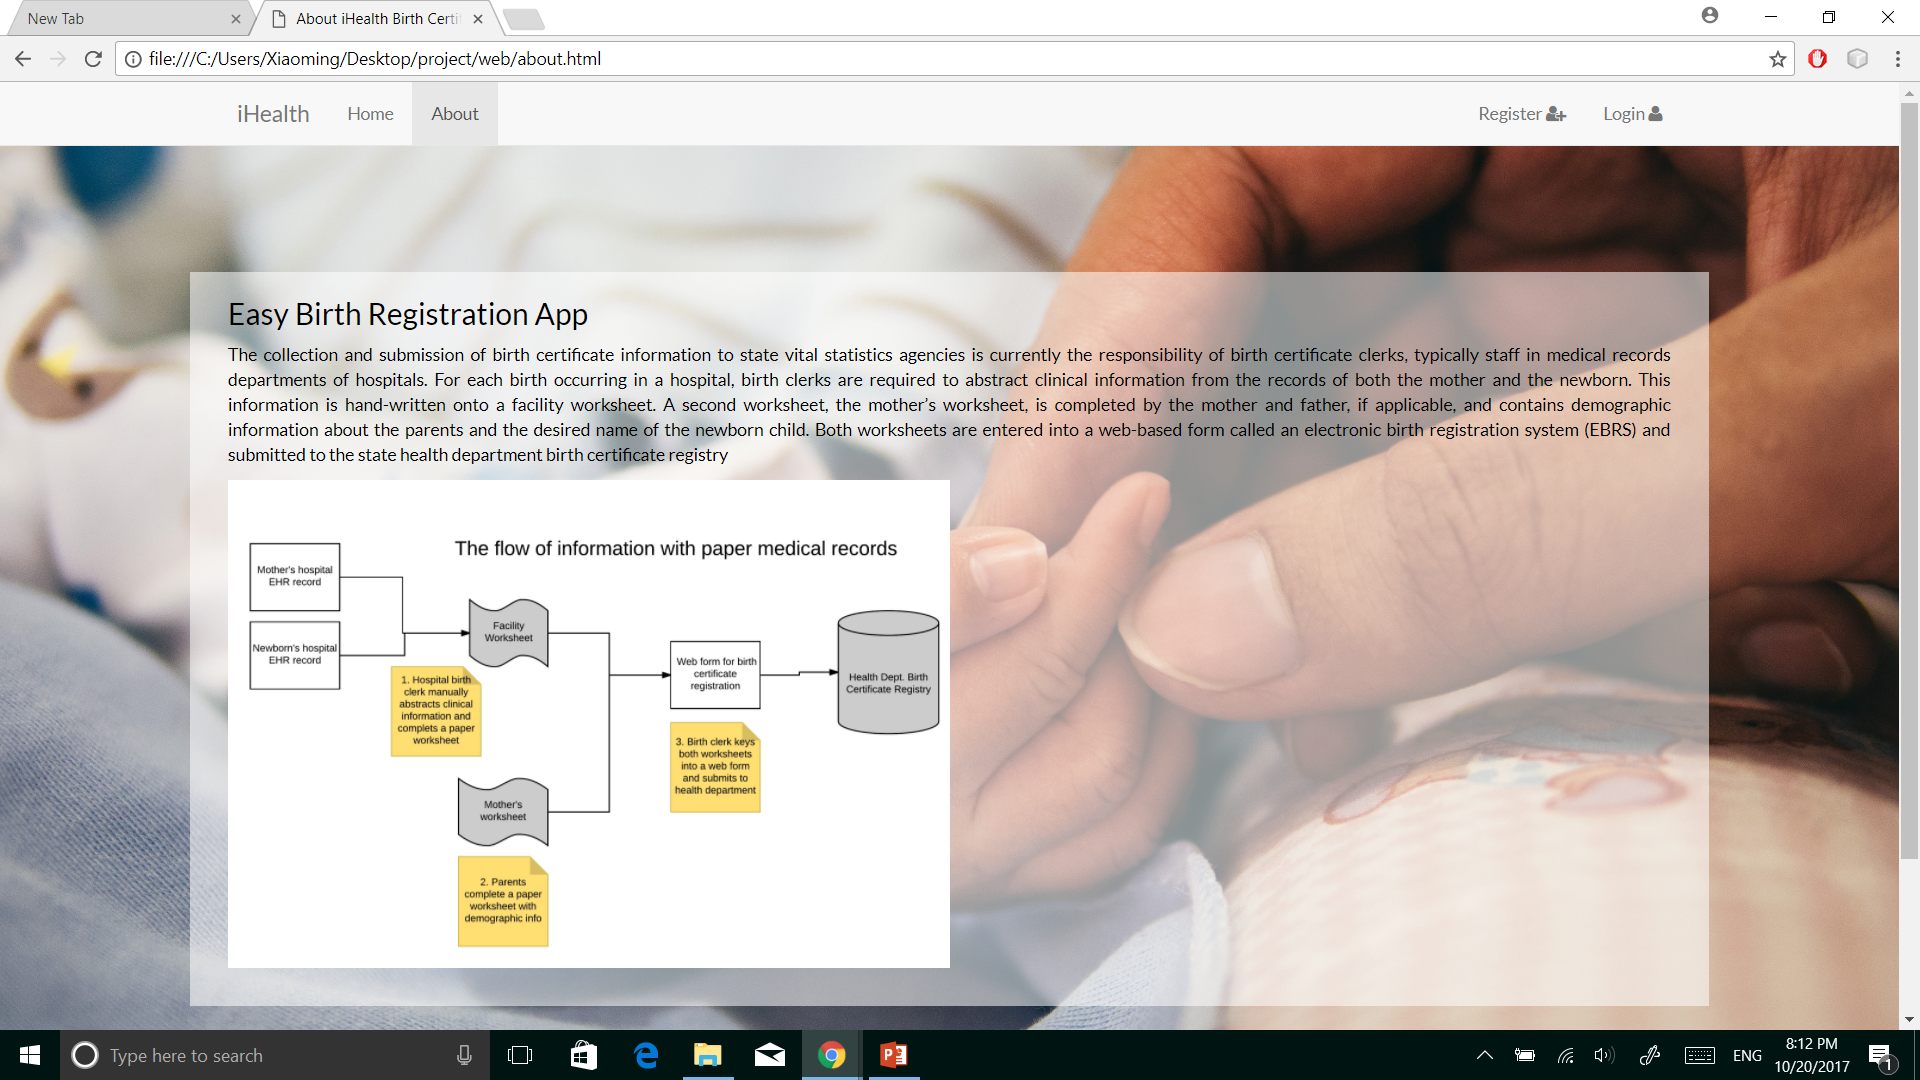 New Tab
About iHealth Birth Certi
file:///C:/Users/Xiaoming/Desktop/project/web/about.html
iHealth Home About Register Login
Easy Birth Registration App
The collection and submission of birth certificate information to state vital statistics agencies is currently the responsibility of birth certificate clerks, typically staff in medical records
departments of hospitals. For each birth occurring in a hospital, birth clerks are required to abstract clinical information from the records of both the mother and the newborn. This
information is hand-written onto a facility worksheet. A second worksheet, the mother’s worksheet, is completed by the mother and father, if applicable, and contains demographic
information about the parents and the desired name of the newborn child. Both worksheets are entered into a web-based form called an electronic birth registration system (EBRS) and
submitted to the state health department birth certificate registry
The flow of information with paper medical records
Mother's hospital
EHR record
Newborn's hospital
EHR record
Facility
Worksheet
1. Hospital birth
clerk manually
abstracts clinical
information and
complets a paper
worksheet
Mother's
worksheet
2. Parents
complete a paper
worksheet with
demographic info
Web form for birth
certificate
registration
3. Birth clerk keys
both worksheets
into a web form
and submits to
health department
Health Dept. Birth
Certificate Registry
Type here to search
ENG
8:12 PM
10/20/2017
1